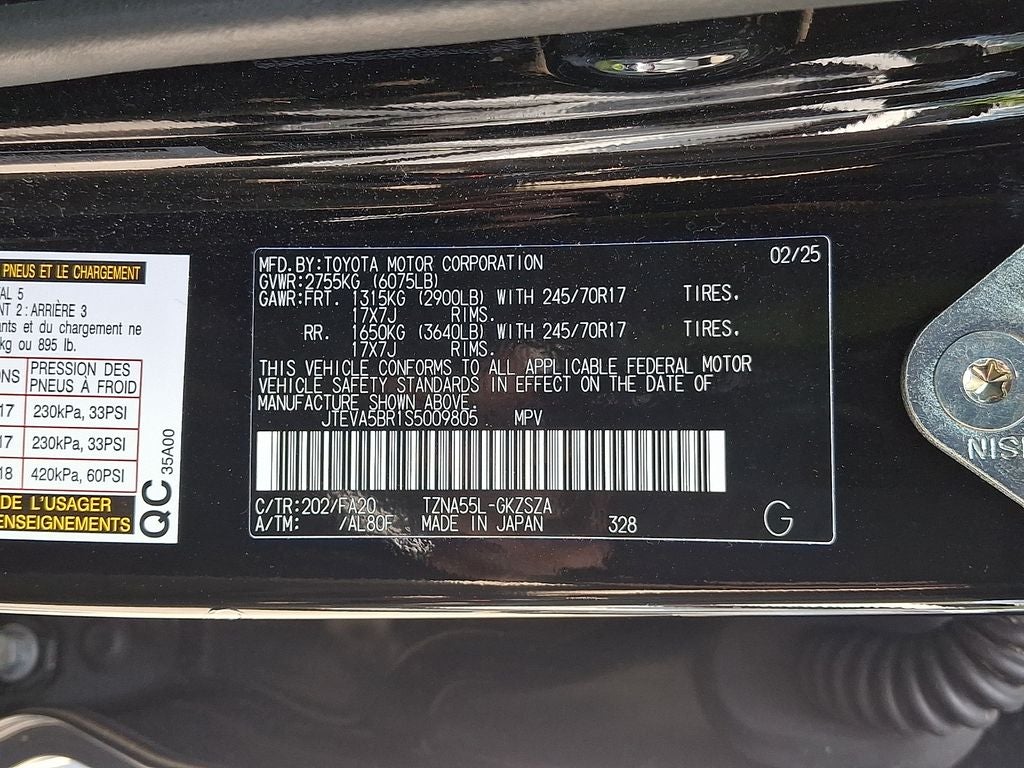 PNEUS ET LE CHARGEMENT
AL 5
NT 2: ARRIÈRE 3
ants et du chargement ne
kg ou 895 lb.
ONS PRESSION DES PNEUS À FROID
17 230kPa, 33PSI
17 230kPa, 33PSI
18 420kPa, 60PSI
DE L'USAGER
ENSEIGNEMENTS
QC 35A00
MFD.BY:TOYOTA MOTOR CORPORATION 02/25
GVWR:2755KG (6075LB)
GAWR:FRT. 1315KG (2900LB) WITH 245/70R17 TIRES.
17X7J RIMS.
RR. 1650KG (3640LB) WITH 245/70R17 TIRES.
17X7J RIMS.
THIS VEHICLE CONFORMS TO ALL APPLICABLE FEDERAL MOTOR
VEHICLE SAFETY STANDARDS IN EFFECT ON THE DATE OF
MANUFACTURE SHOWN ABOVE.
JTEVA5BR1S5009805 MPV
C/TR:202/FA20 TZNA55L-GKZSZA
A/TM: /AL80F MADE IN JAPAN 328 G